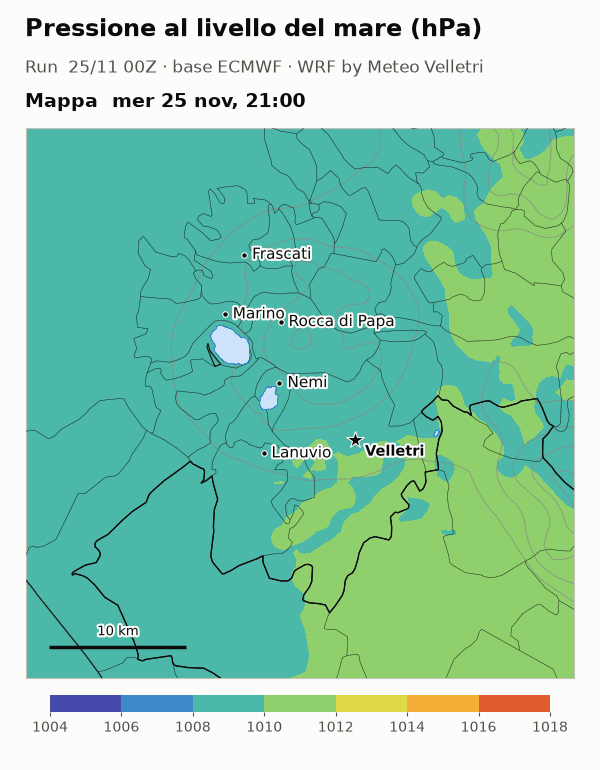 Pressione al livello del mare (hPa)
Run  25/11 00Z · base ECMWF · WRF by Meteo Velletri
Mappa  mer 25 nov, 21:00
Frascati
Marino
Rocca di Papa
Nemi
Velletri
Lanuvio
10 km
1004 1006 1008 1010 1012 1014 1016 1018